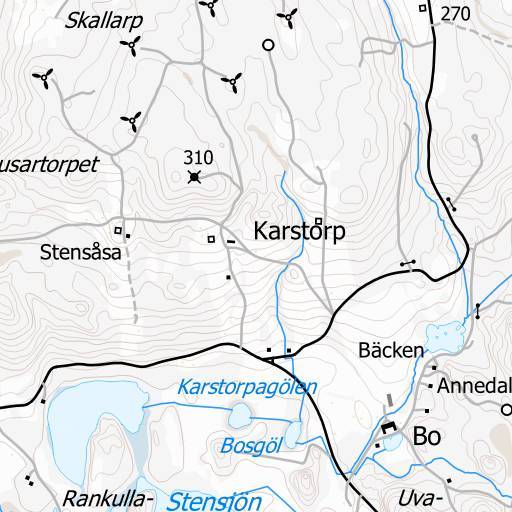 270
Skallarp
310
usartorpet
Karstorp
Stensåsa
Bäcken
Karstorpagölen
Annedal
Bo
Bosgöl
Rankulla-
Stensjön
Uva-